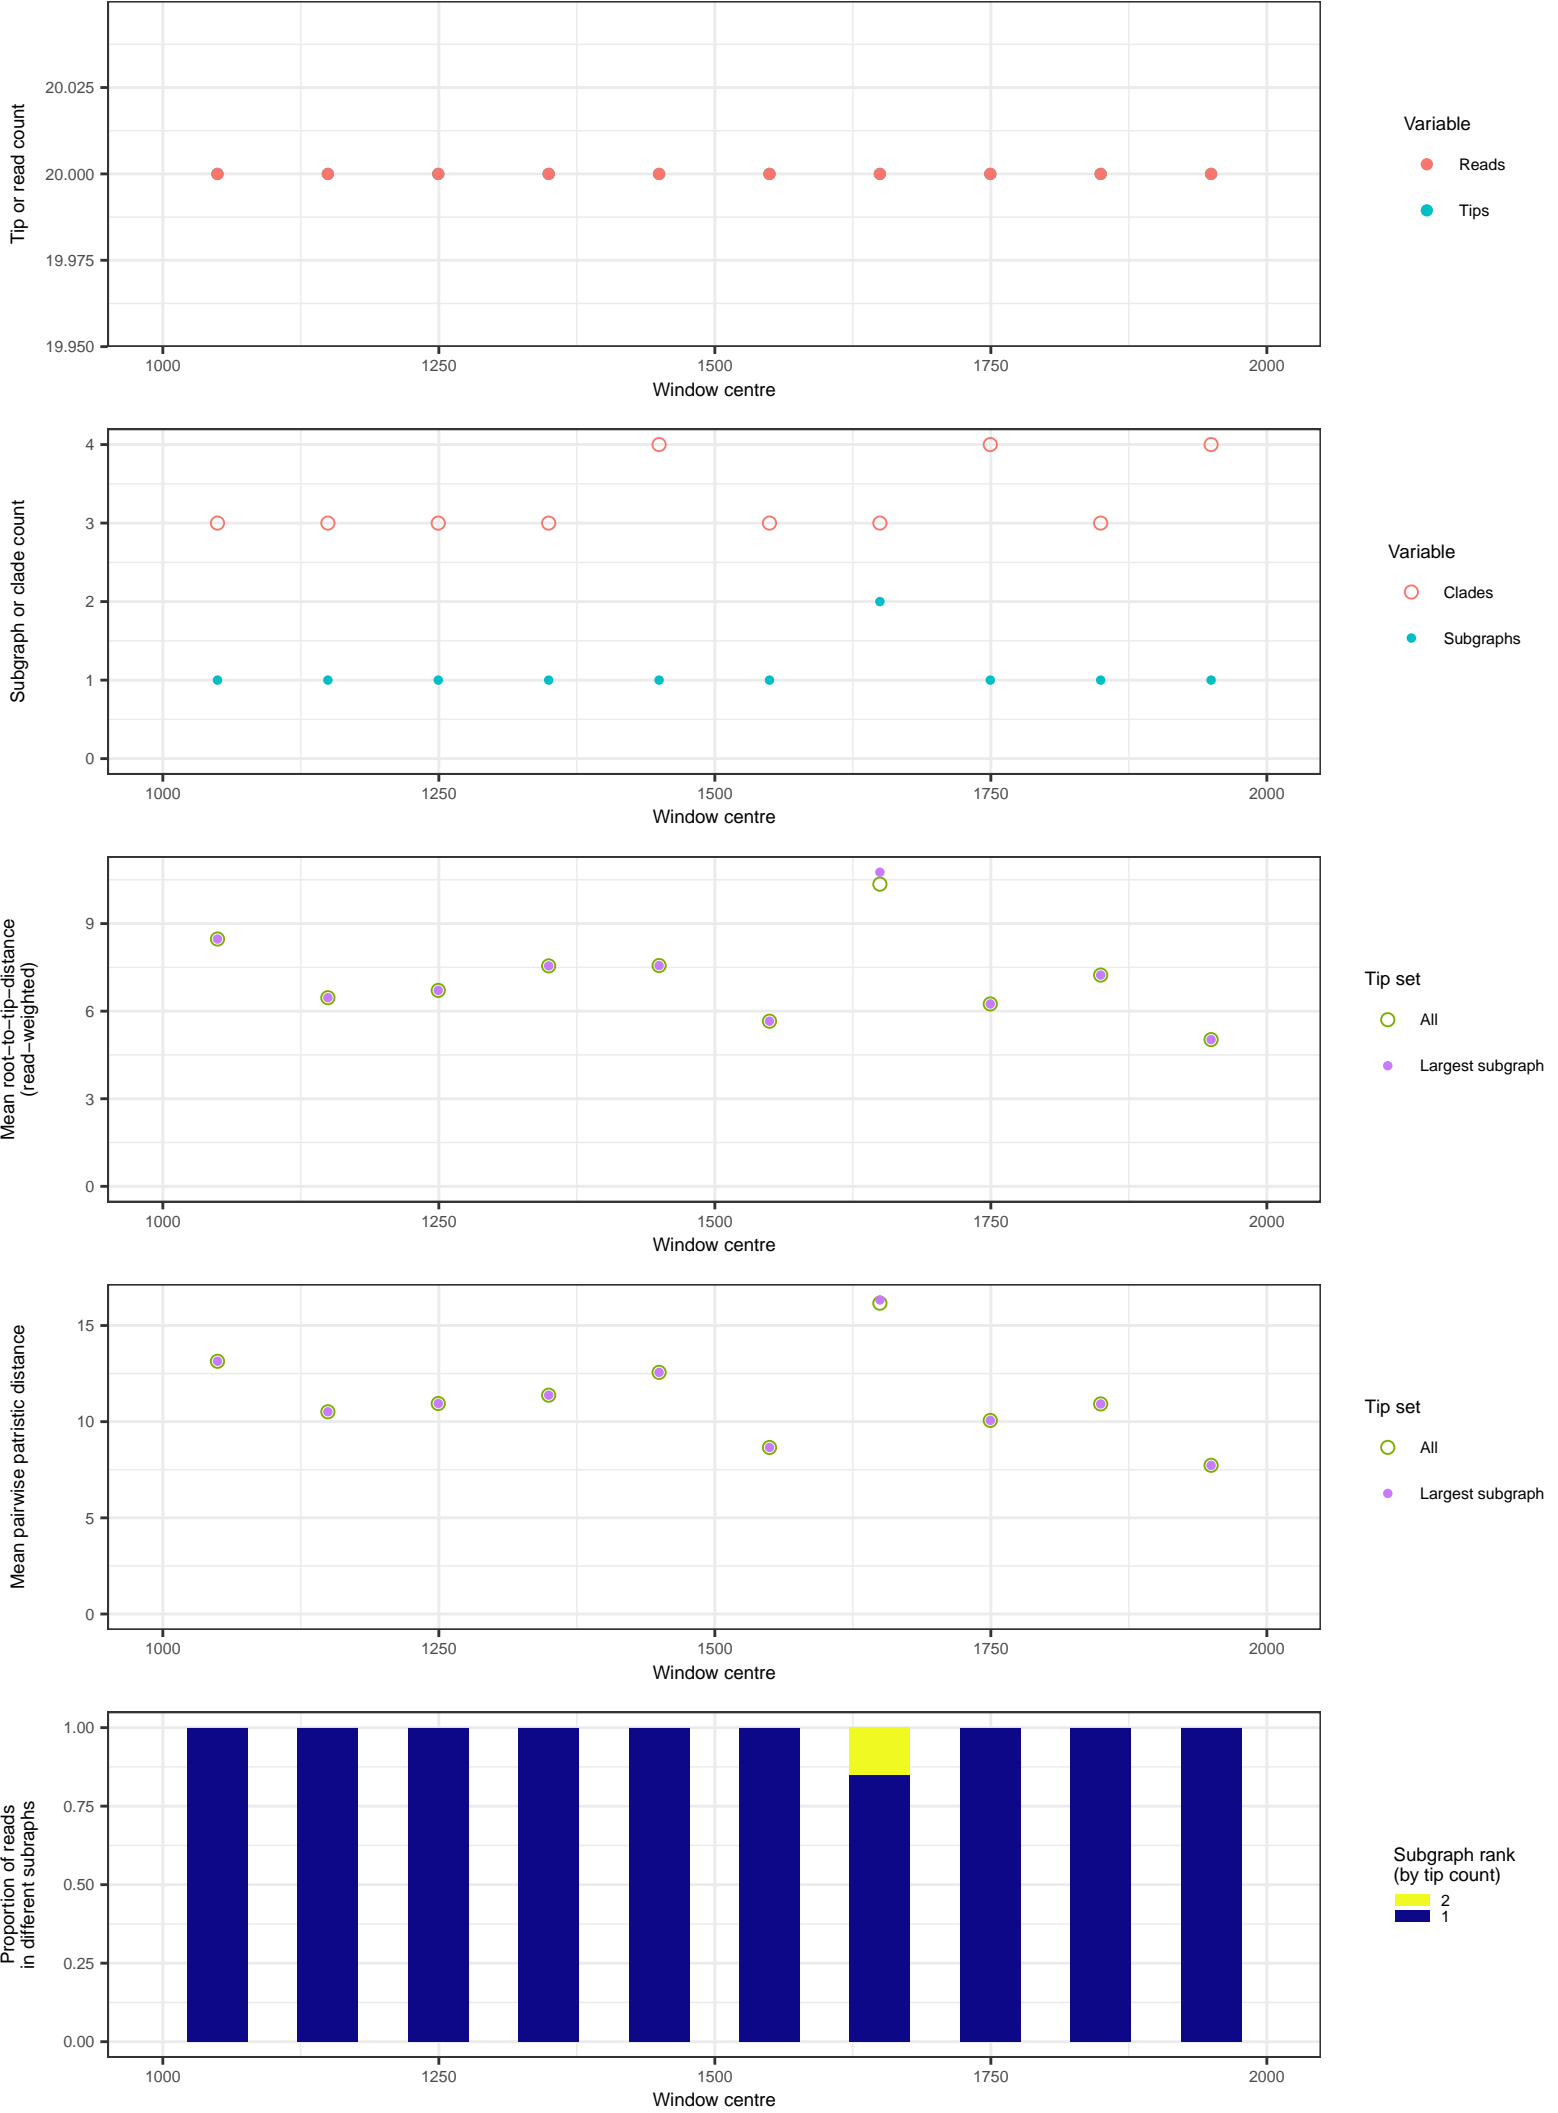 20.025
20.000
19.975
19.950
Tip or read count
1000 1250 1500 1750 2000
Window centre
Variable
Reads
Tips
4
3
2
1
0
Subgraph or clade count
1000 1250 1500 1750 2000
Window centre
Variable
Clades
Subgraphs
9
6
3
0
Mean root−to−tip−distance
(read−weighted)
1000 1250 1500 1750 2000
Window centre
Tip set
All
Largest subgraph
15
10
5
0
Mean pairwise patristic distance
1000 1250 1500 1750 2000
Window centre
Tip set
All
Largest subgraph
1.00
0.75
0.50
0.25
0.00
Proportion of reads
in different subraphs
1000 1250 1500 1750 2000
Window centre
Subgraph rank
(by tip count)
2
1